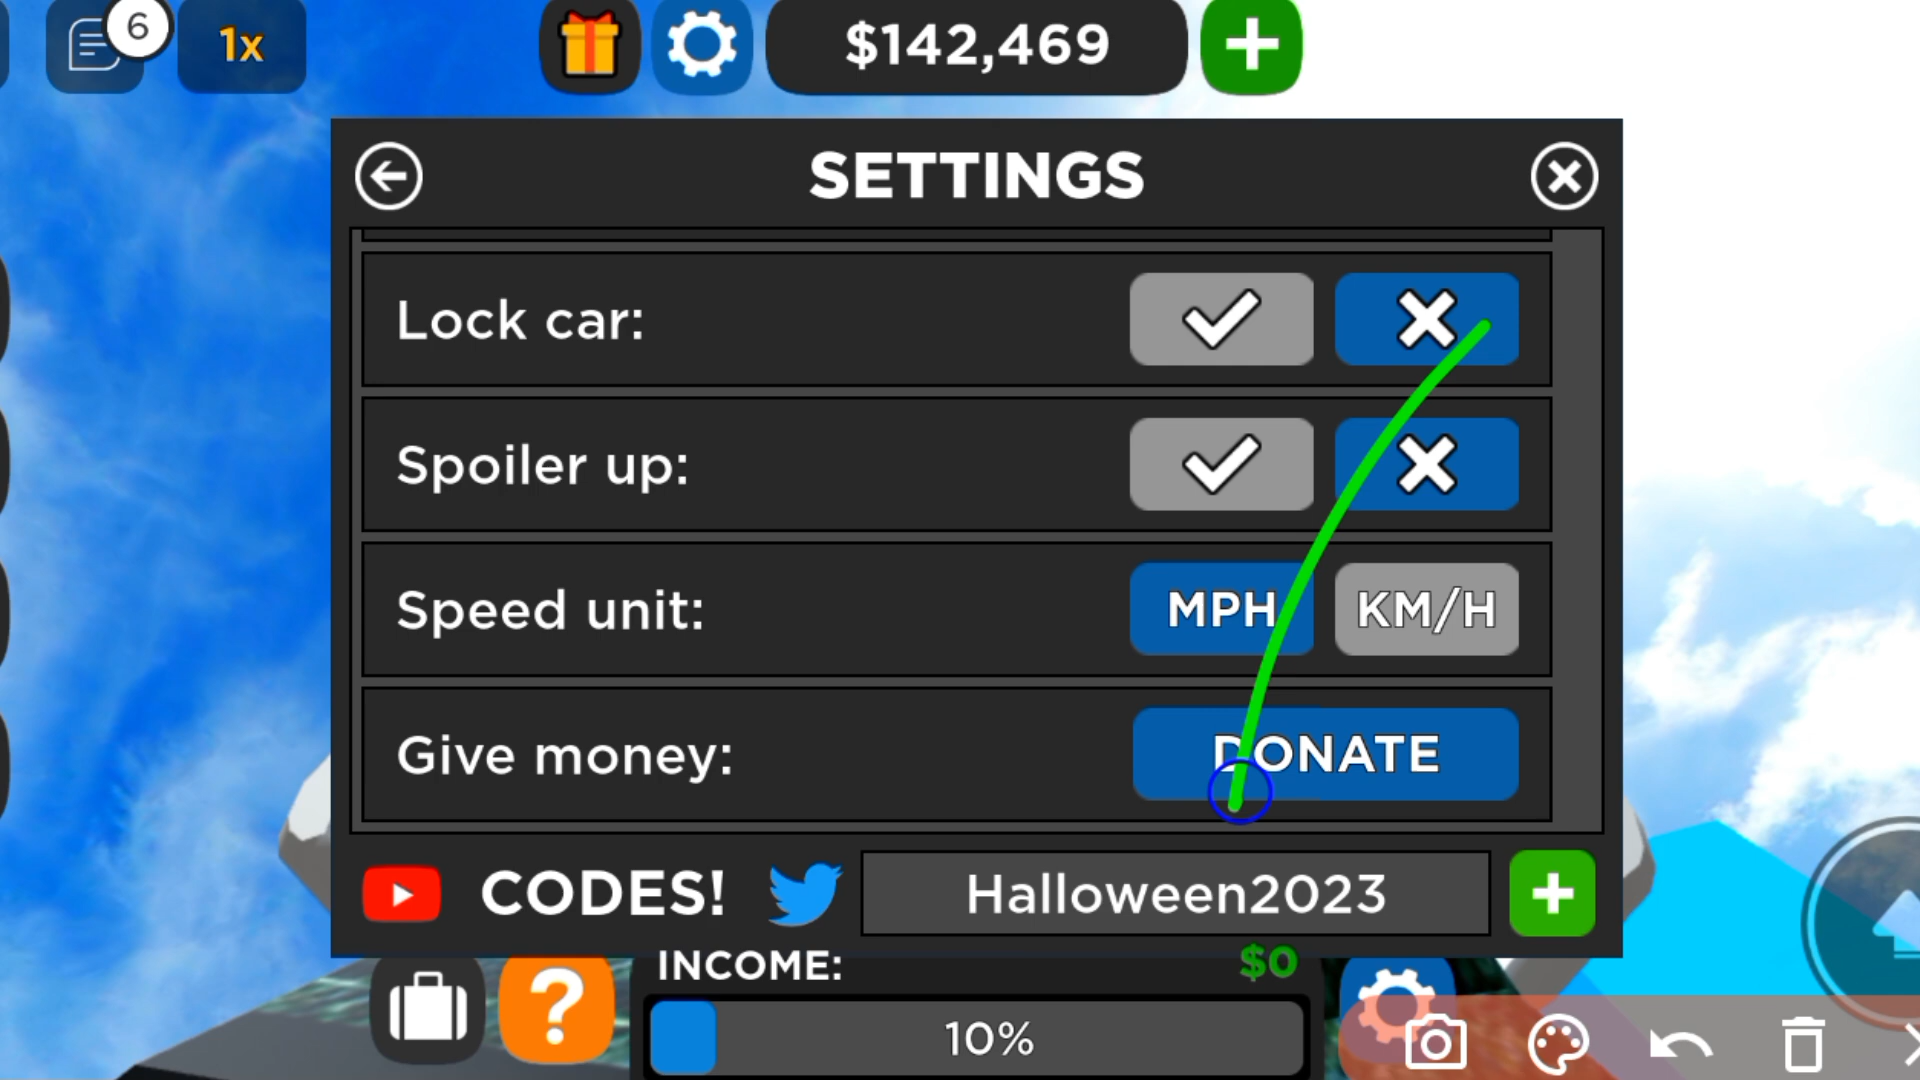 6
1x
$142,469
SETTINGS
Lock car:
Spoiler up:
Speed unit: MPH KM/H
Give money: DONATE
CODES! Halloween2023
INCOME: $0
?
10%